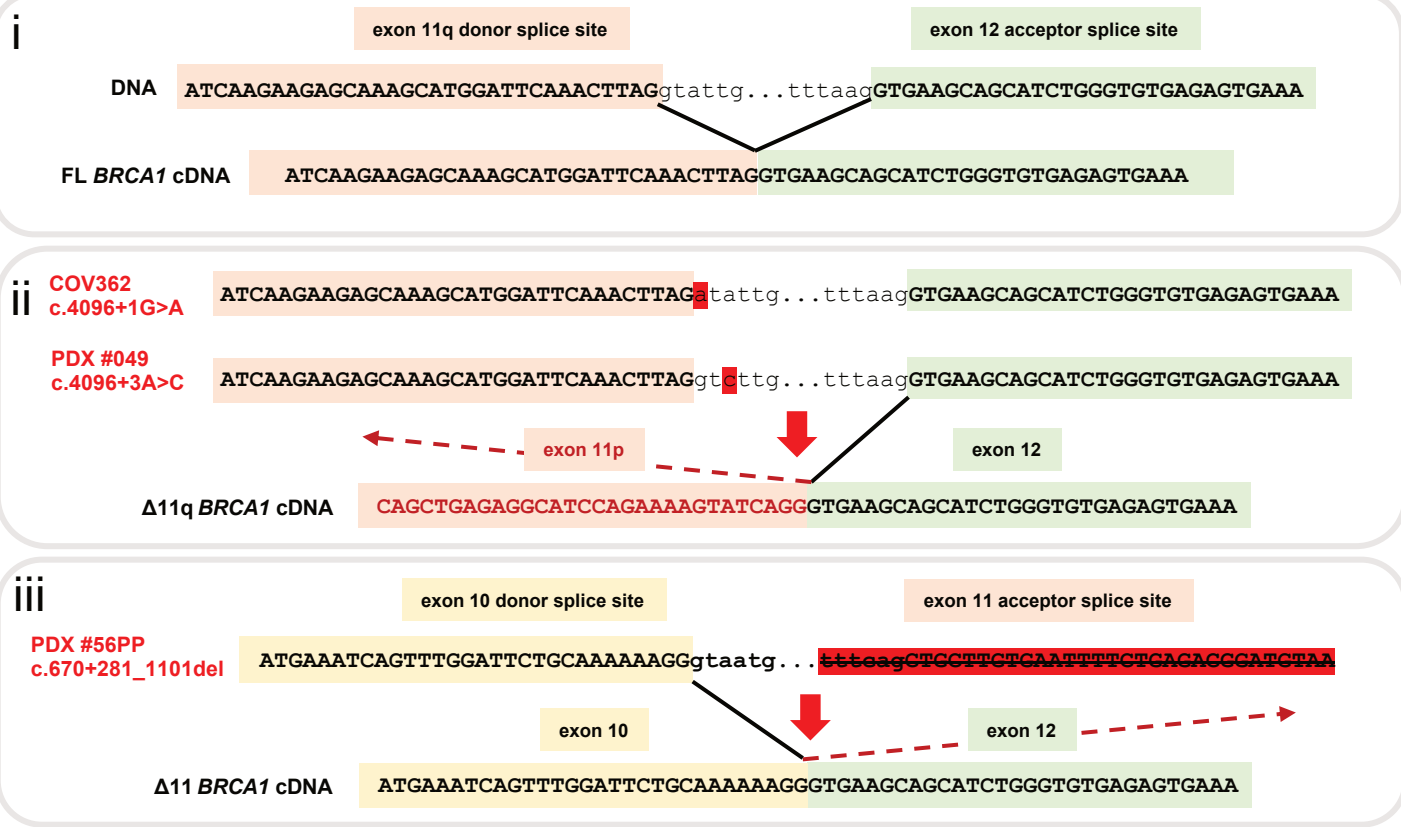 i
exon 11q donor splice site exon 12 acceptor splice site
DNA ATCAAGAAGAGCAAAGCATGGATTCAAACTTAGgtattg...tttaagGTGAAGCAGCATCTGGGTGTGAGAGTGAAA
FL BRCA1 cDNA ATCAAGAAGAGCAAAGCATGGATTCAAACTTAGGTGAAGCAGCATCTGGGTGTGAGAGTGAAA
ii
COV362
c.4096+1G>A
ATCAAGAAGAGCAAAGCATGGATTCAAACTTAGatattg...tttaagGTGAAGCAGCATCTGGGTGTGAGAGTGAAA
PDX #049
c.4096+3A>C
ATCAAGAAGAGCAAAGCATGGATTCAAACTTAGgtcttg...tttaagGTGAAGCAGCATCTGGGTGTGAGAGTGAAA
exon 11p exon 12
Δ11q BRCA1 cDNA CAGCTGAGAGGCATCCAGAAAAGTATCAGGGTGAAGCAGCATCTGGGTGTGAGAGTGAAA
iii
exon 10 donor splice site exon 11 acceptor splice site
PDX #56PP
c.670+281_1101del
ATGAAATCAGTTTGGATTCTGCAAAAAAGGgtaatg...tttcagCTGCTTGTGAATTTTCTGAGACGGATGTAA
exon 10 exon 12
Δ11 BRCA1 cDNA ATGAAATCAGTTTGGATTCTGCAAAAAAGGGTGAAGCAGCATCTGGGTGTGAGAGTGAAA